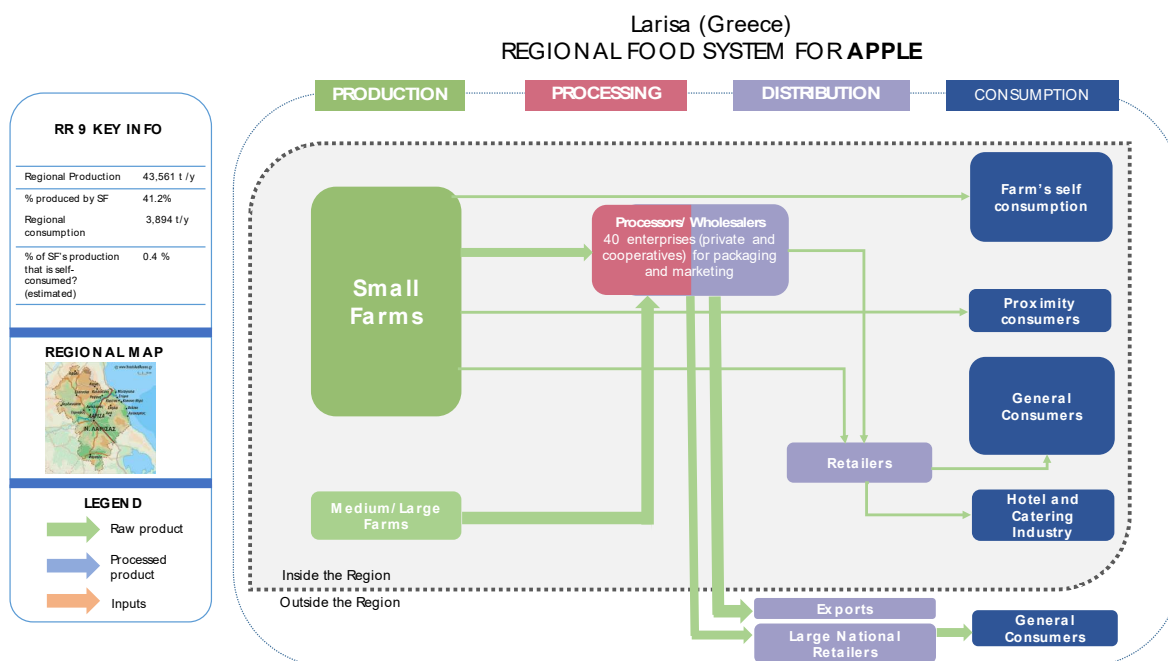 Larisa (Greece)
REGIONAL FOOD SYSTEM FOR APPLE
PRODUCTION
PROCESSING
DISTRIBUTION
CONSUMPTION
RR 9 KEY INFO
Regional Production 43,561 t /y
% produced by SF 41.2%
Regional
consumption
3,894 t/y
% of SF's production
that is self-
consumed?
(estimated)
0.4 %
REGIONAL MAP
ΛΑΡΙΣΑ
Ν. ΛΑΡΙΣΑΣ
LEGEND
Raw product
Processed
product
Inputs
Small
Farms
Medium/ Large
Farms
Processors/ Wholesalers
40 enterprises (private and
cooperatives) for packaging
and marketing
Retailers
Farm's self
consumption
Proximity
consumers
General
Consumers
Hotel and
Catering
Industry
Inside the Region
Outside the Region
Exports
Large National
Retailers
General
Consumers